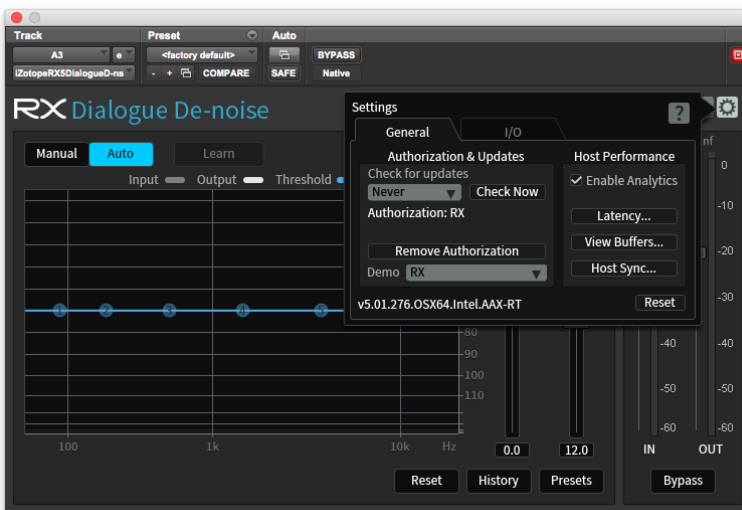 Track Preset Auto
A3 e <factory default> BYPASS
iZotopeRX5DialogueD-ns - + COMPARE SAFE Native
RX Dialogue De-noise
Settings ?
General I/O
Authorization & Updates Host Performance
Check for updates Enable Analytics
Never Check Now
Authorization: RX Latency...
View Buffers...
Remove Authorization
Demo RX Host Sync...
v5.01.276.OSX64.Intel.AAX-RT Reset
Manual Auto Learn
Input Output Threshold
1 2 3 4 5
-80
-90
-100
-110
100 1k 10k Hz
0.0 12.0
nf
0
-10
-20
-30
-40 -40
-50 -50
-60 -60
IN OUT
Reset History Presets Bypass